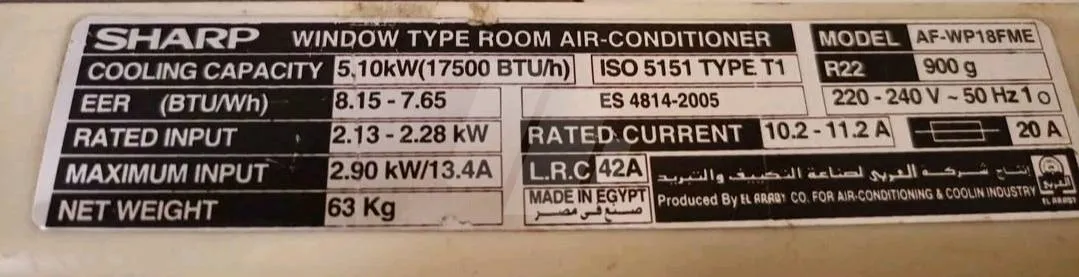 SHARP WINDOW TYPE ROOM AIR-CONDITIONER MODEL AF-WP18FME
COOLING CAPACITY 5,10kW(17500 BTU/h) ISO 5151 TYPE T1 R22 900 g
EER (BTU/Wh) 8.15 - 7.65 ES 4814-2005 220 - 240 V ~ 50 Hz 1
RATED INPUT 2.13 - 2.28 kW RATED CURRENT 10.2 - 11.2 A 20 A
MAXIMUM INPUT 2.90 kW/13.4A L.R.C 42A إنتاج شركة العربي لصناعة التكييف والتبريد
NET WEIGHT 63 Kg MADE IN EGYPT Produced By EL ARABY CO. FOR AIR-CONDITIONING & COOLIN INDUSTRY العربي
صنع في مصر EL ARABY